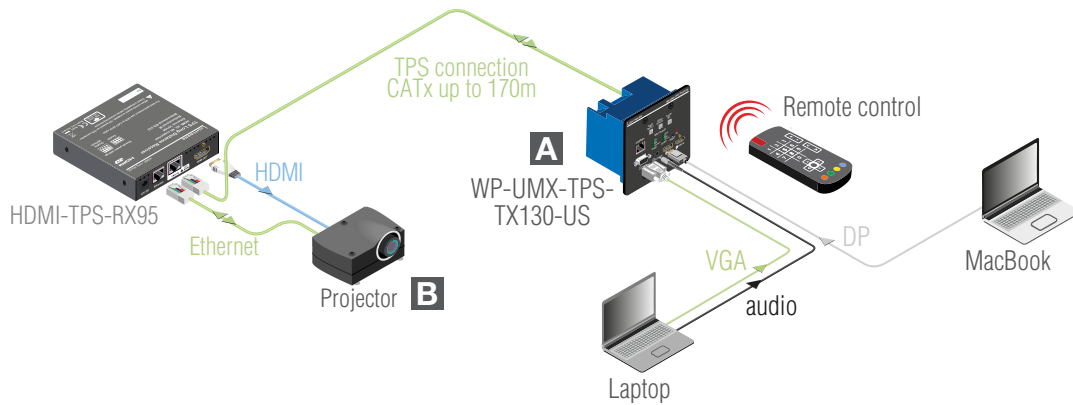 TPS connection
CATx up to 170m
Remote control
A
HDMI
WP-UMX-TPS-
TX130-US
HDMI-TPS-RX95
Ethernet
DP
VGA
MacBook
Projector B
audio
Laptop